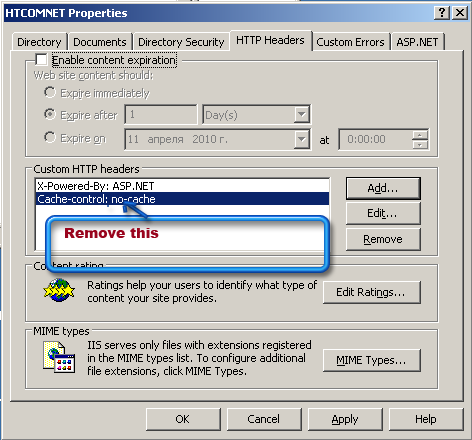 HTCOMNET Properties
Directory
Documents
Directory Security
HTTP Headers
Custom Errors
ASP.NET
Enable content expiration
Web site content should:
Expire immediately
Expire after
1
Day(s)
Expire on
11 апреля 2010 г.
at
0:00:00
Custom HTTP headers
X-Powered-By: ASP.NET
Cache-control: no-cache
Add...
Edit...
Remove
Remove this
Content rating
Ratings help your users to identify what type of
content your site provides.
Edit Ratings...
MIME types
IIS serves only files with extensions registered
in the MIME types list. To configure additional
file extensions, click MIME Types.
MIME Types...
OK
Cancel
Apply
Help